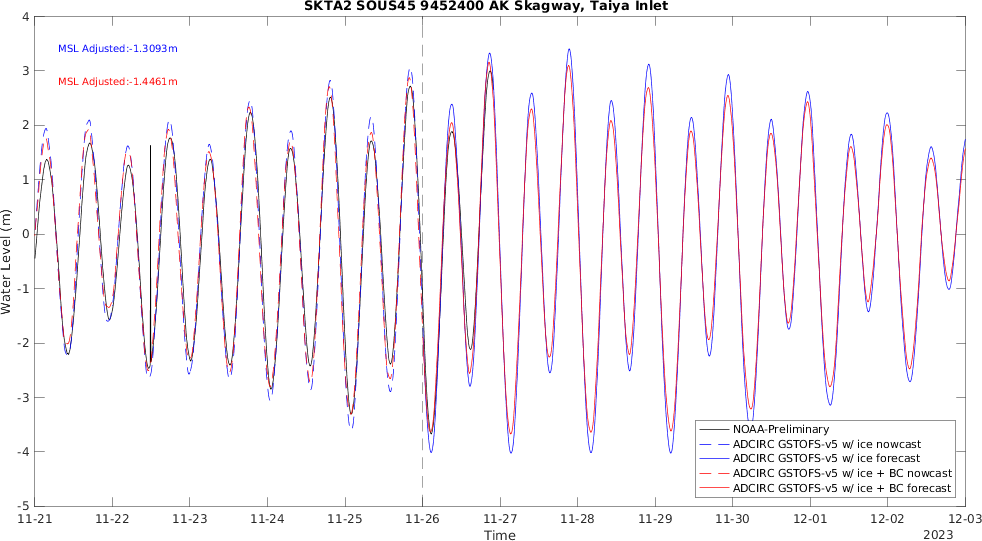 SKTA2 SOUS45 9452400 AK Skagway, Taiya Inlet
MSL Adjusted:-1.3093m
MSL Adjusted:-1.4461m
Water Level (m)
4
3
2
1
0
-1
-2
-3
-4
-5
NOAA-Preliminary
ADCIRC GSTOFS-v5 w/ ice nowcast
ADCIRC GSTOFS-v5 w/ ice forecast
ADCIRC GSTOFS-v5 w/ ice + BC nowcast
ADCIRC GSTOFS-v5 w/ ice + BC forecast
11-21 11-22 11-23 11-24 11-25 11-26 11-27 11-28 11-29 11-30 12-01 12-02 12-03
Time
2023